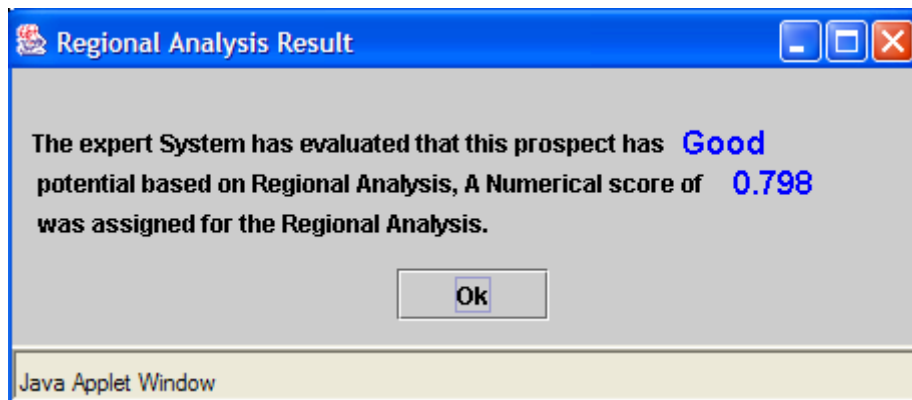 Regional Analysis Result
The expert System has evaluated that this prospect has Good
potential based on Regional Analysis, A Numerical score of 0.798
was assigned for the Regional Analysis.
Ok
Java Applet Window